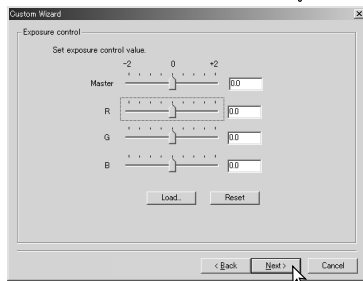 Custom Wizard
Exposure control
Set exposure control value.
-2 0 +2
Master 0.0
R 0.0
G 0.0
B 0.0
Load... Reset
< Back Next > Cancel